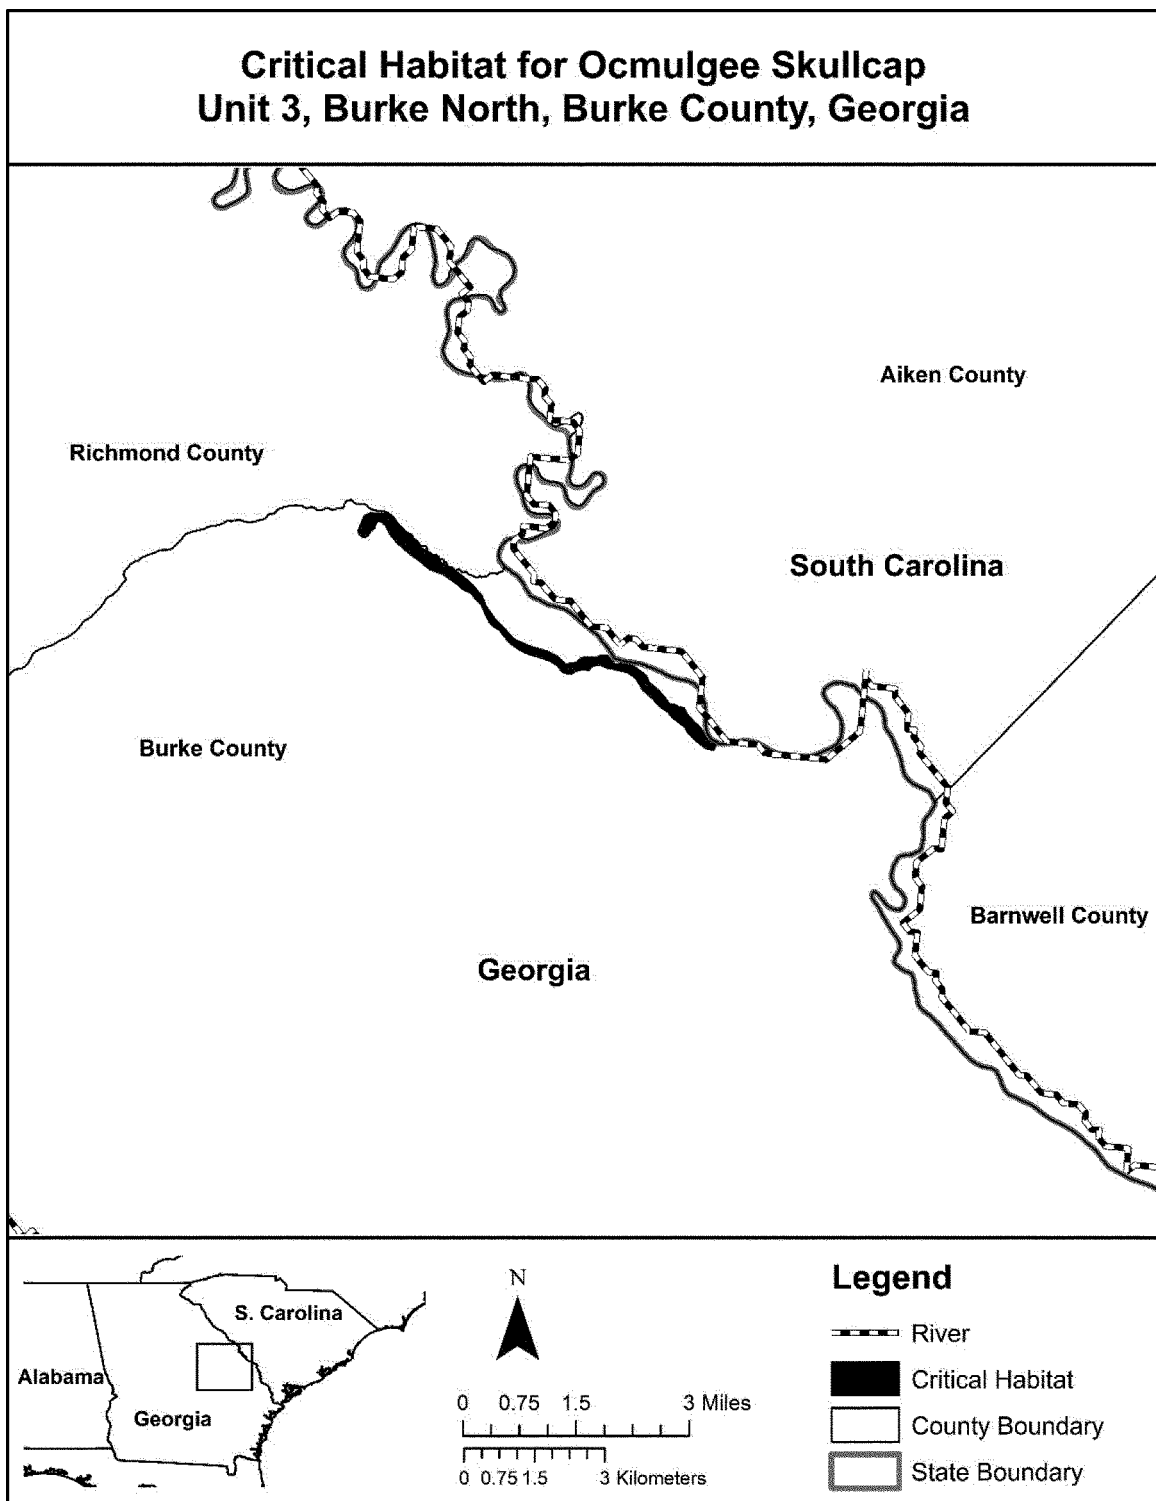 Critical Habitat for Ocmulgee Skullcap
Unit 3, Burke North, Burke County, Georgia
Aiken County
Richmond County
South Carolina
Burke County
Barnwell County
Georgia
S. Carolina
Alabama
Georgia
N
0 0.75 1.5 3 Miles
0 0.75 1.5 3 Kilometers
Legend
River
Critical Habitat
County Boundary
State Boundary